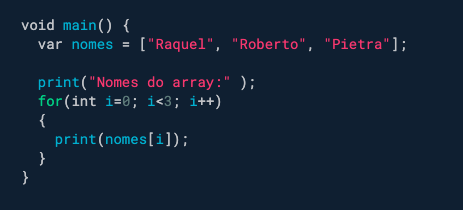 void main() {
  var nomes = ["Raquel", "Roberto", "Pietra"];

  print("Nomes do array:" );
  for(int i=0; i<3; i++)
  {
    print(nomes[i]);
  }
}